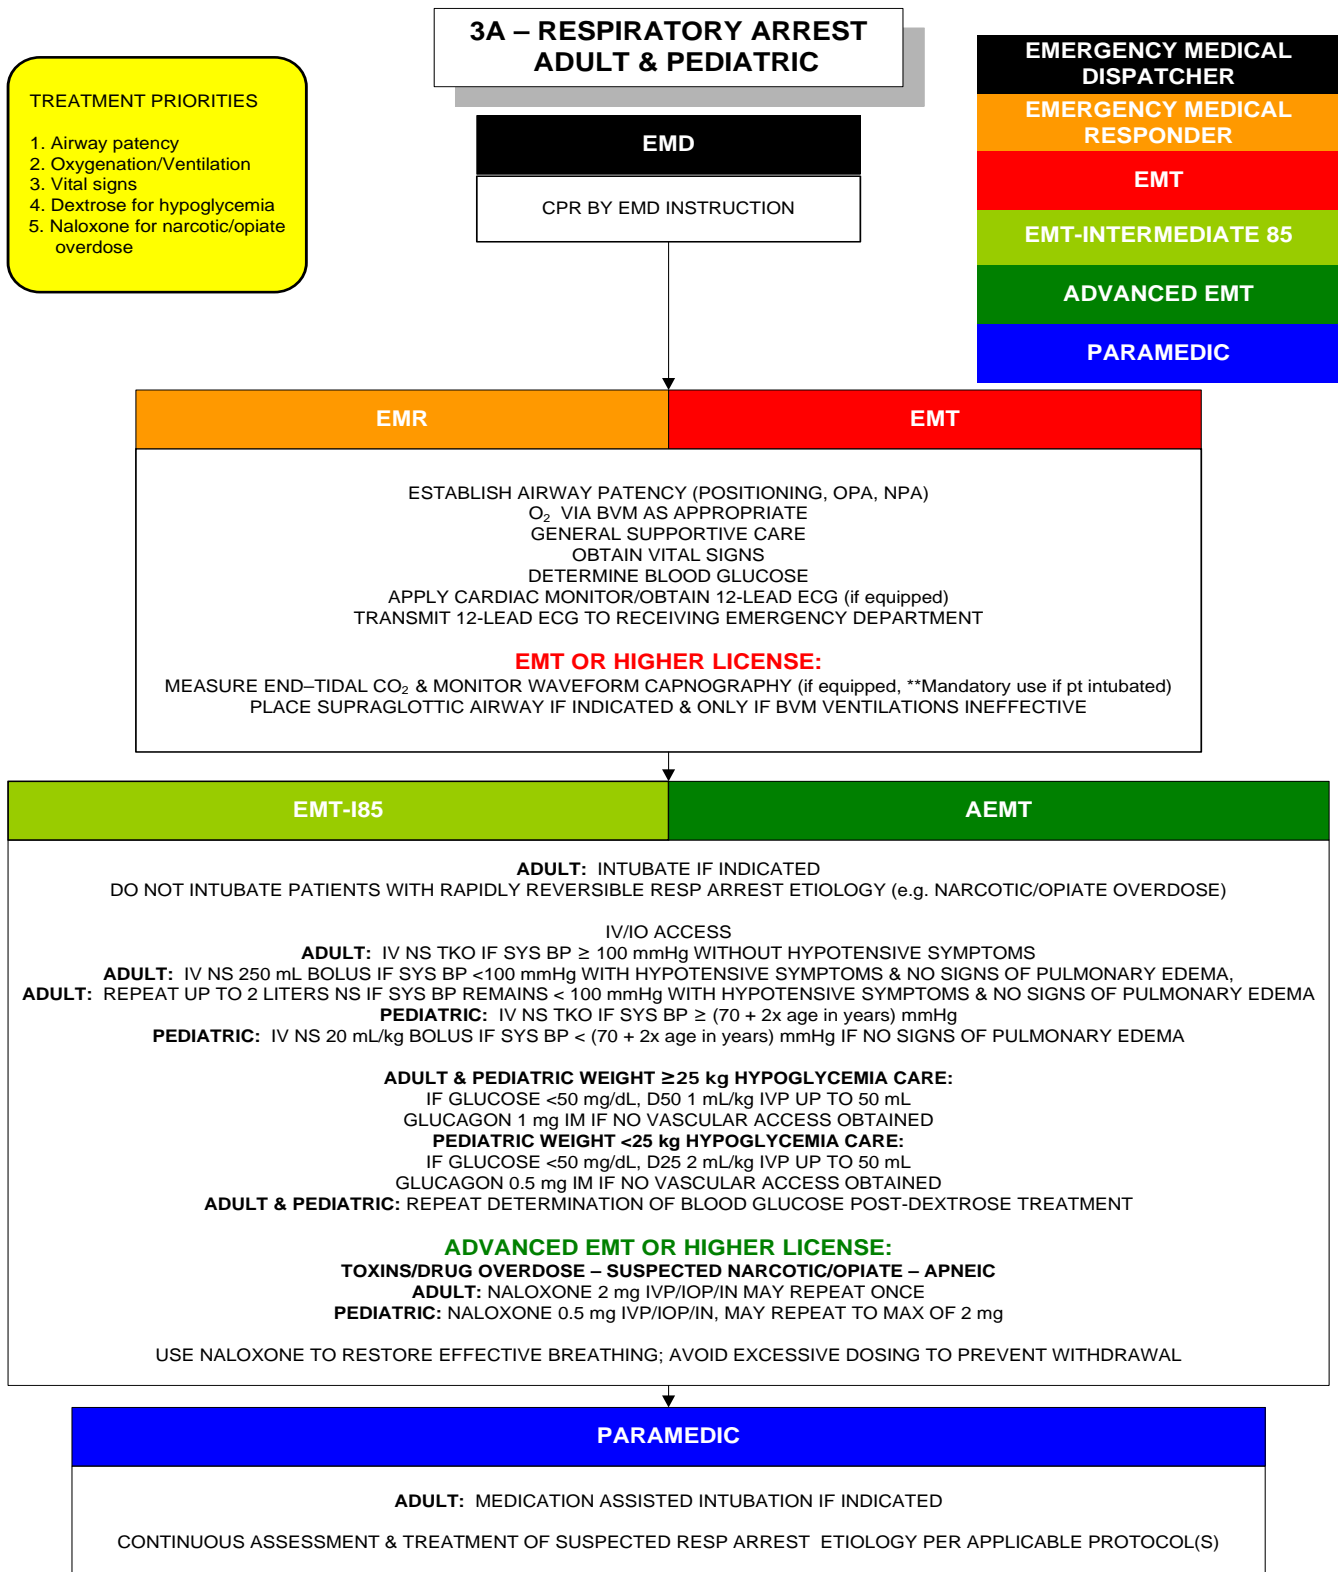 3A – RESPIRATORY ARREST
ADULT & PEDIATRIC
TREATMENT PRIORITIES
1. Airway patency
2. Oxygenation/Ventilation
3. Vital signs
4. Dextrose for hypoglycemia
5. Naloxone for narcotic/opiate
overdose
EMERGENCY MEDICAL
DISPATCHER
EMERGENCY MEDICAL
RESPONDER
EMT
EMT-INTERMEDIATE 85
ADVANCED EMT
PARAMEDIC
EMD
CPR BY EMD INSTRUCTION
EMR
EMT
ESTABLISH AIRWAY PATENCY (POSITIONING, OPA, NPA)
O₂ VIA BVM AS APPROPRIATE
GENERAL SUPPORTIVE CARE
OBTAIN VITAL SIGNS
DETERMINE BLOOD GLUCOSE
APPLY CARDIAC MONITOR/OBTAIN 12-LEAD ECG (if equipped)
TRANSMIT 12-LEAD ECG TO RECEIVING EMERGENCY DEPARTMENT
EMT OR HIGHER LICENSE:
MEASURE END–TIDAL CO₂ & MONITOR WAVEFORM CAPNOGRAPHY (if equipped, **Mandatory use if pt intubated)
PLACE SUPRAGLOTTIC AIRWAY IF INDICATED & ONLY IF BVM VENTILATIONS INEFFECTIVE
EMT-I85
AEMT
ADULT: INTUBATE IF INDICATED
DO NOT INTUBATE PATIENTS WITH RAPIDLY REVERSIBLE RESP ARREST ETIOLOGY (e.g. NARCOTIC/OPIATE OVERDOSE)
IV/IO ACCESS
ADULT: IV NS TKO IF SYS BP ≥ 100 mmHg WITHOUT HYPOTENSIVE SYMPTOMS
ADULT: IV NS 250 mL BOLUS IF SYS BP <100 mmHg WITH HYPOTENSIVE SYMPTOMS & NO SIGNS OF PULMONARY EDEMA,
ADULT: REPEAT UP TO 2 LITERS NS IF SYS BP REMAINS < 100 mmHg WITH HYPOTENSIVE SYMPTOMS & NO SIGNS OF PULMONARY EDEMA
PEDIATRIC: IV NS TKO IF SYS BP ≥ (70 + 2x age in years) mmHg
PEDIATRIC: IV NS 20 mL/kg BOLUS IF SYS BP < (70 + 2x age in years) mmHg IF NO SIGNS OF PULMONARY EDEMA
ADULT & PEDIATRIC WEIGHT ≥25 kg HYPOGLYCEMIA CARE:
IF GLUCOSE <50 mg/dL, D50 1 mL/kg IVP UP TO 50 mL
GLUCAGON 1 mg IM IF NO VASCULAR ACCESS OBTAINED
PEDIATRIC WEIGHT <25 kg HYPOGLYCEMIA CARE:
IF GLUCOSE <50 mg/dL, D25 2 mL/kg IVP UP TO 50 mL
GLUCAGON 0.5 mg IM IF NO VASCULAR ACCESS OBTAINED
ADULT & PEDIATRIC: REPEAT DETERMINATION OF BLOOD GLUCOSE POST-DEXTROSE TREATMENT
ADVANCED EMT OR HIGHER LICENSE:
TOXINS/DRUG OVERDOSE – SUSPECTED NARCOTIC/OPIATE – APNEIC
ADULT: NALOXONE 2 mg IVP/IOP/IN MAY REPEAT ONCE
PEDIATRIC: NALOXONE 0.5 mg IVP/IOP/IN, MAY REPEAT TO MAX OF 2 mg
USE NALOXONE TO RESTORE EFFECTIVE BREATHING; AVOID EXCESSIVE DOSING TO PREVENT WITHDRAWAL
PARAMEDIC
ADULT: MEDICATION ASSISTED INTUBATION IF INDICATED
CONTINUOUS ASSESSMENT & TREATMENT OF SUSPECTED RESP ARREST ETIOLOGY PER APPLICABLE PROTOCOL(S)